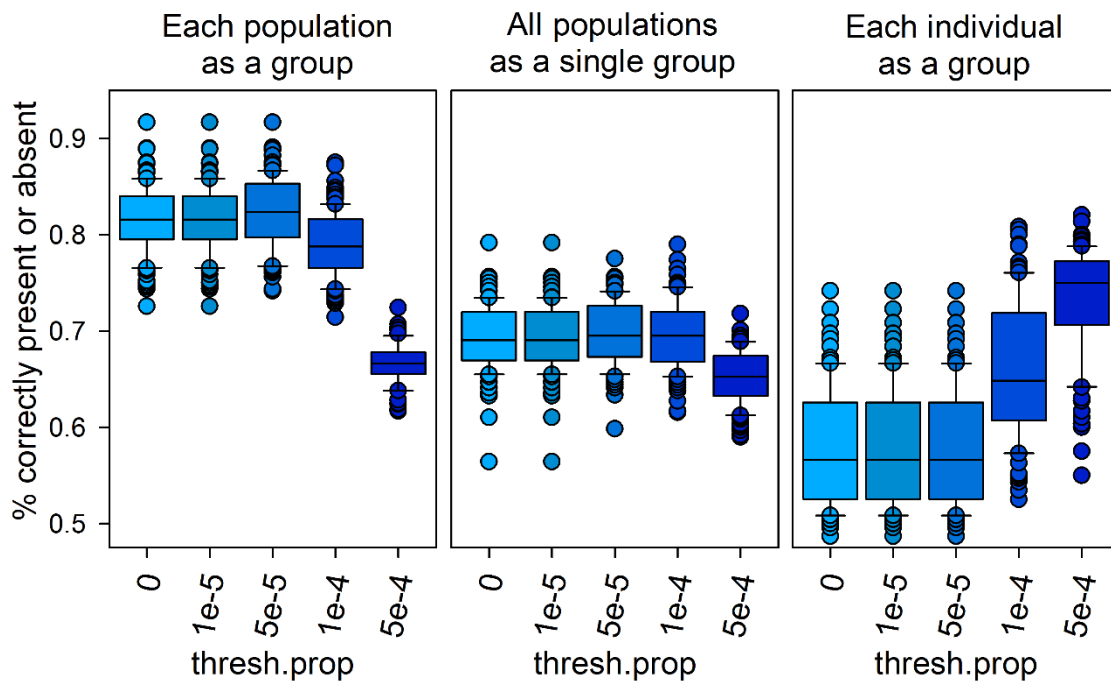 Each population
as a group
All populations
as a single group
Each individual
as a group
% correctly present or absent
0.9
0.8
0.7
0.6
0.5
0
1e-5
5e-5
1e-4
5e-4
0
1e-5
5e-5
1e-4
5e-4
0
1e-5
5e-5
1e-4
5e-4
thresh.prop
thresh.prop
thresh.prop